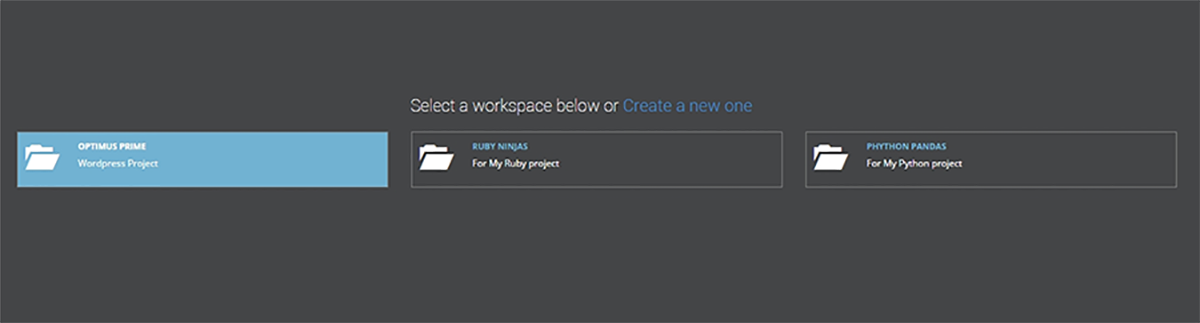 Select a workspace below or Create a new one
OPTIMUS PRIME
Wordpress Project
RUBY NINJAS
For My Ruby project
PHYTHON PANDAS
For My Python project